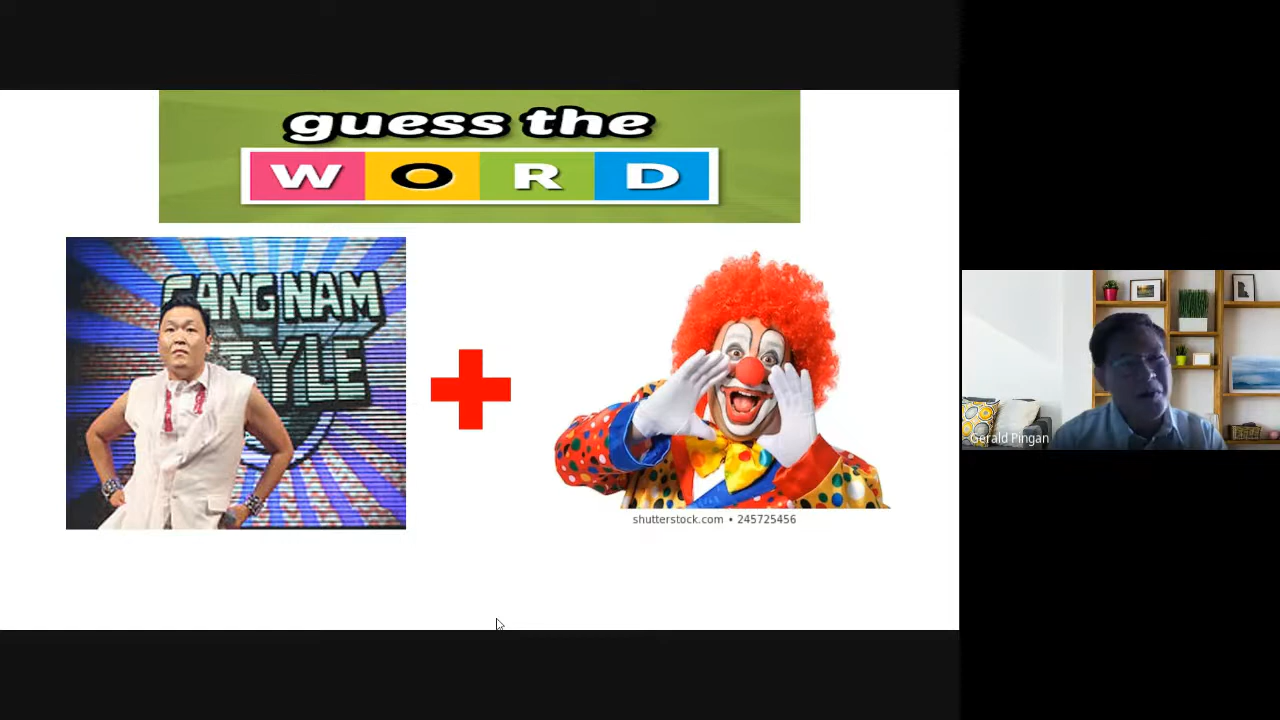 guess the
WORD
GANGNAM
STYLE
shutterstock.com • 245725456
Gerald Pingan